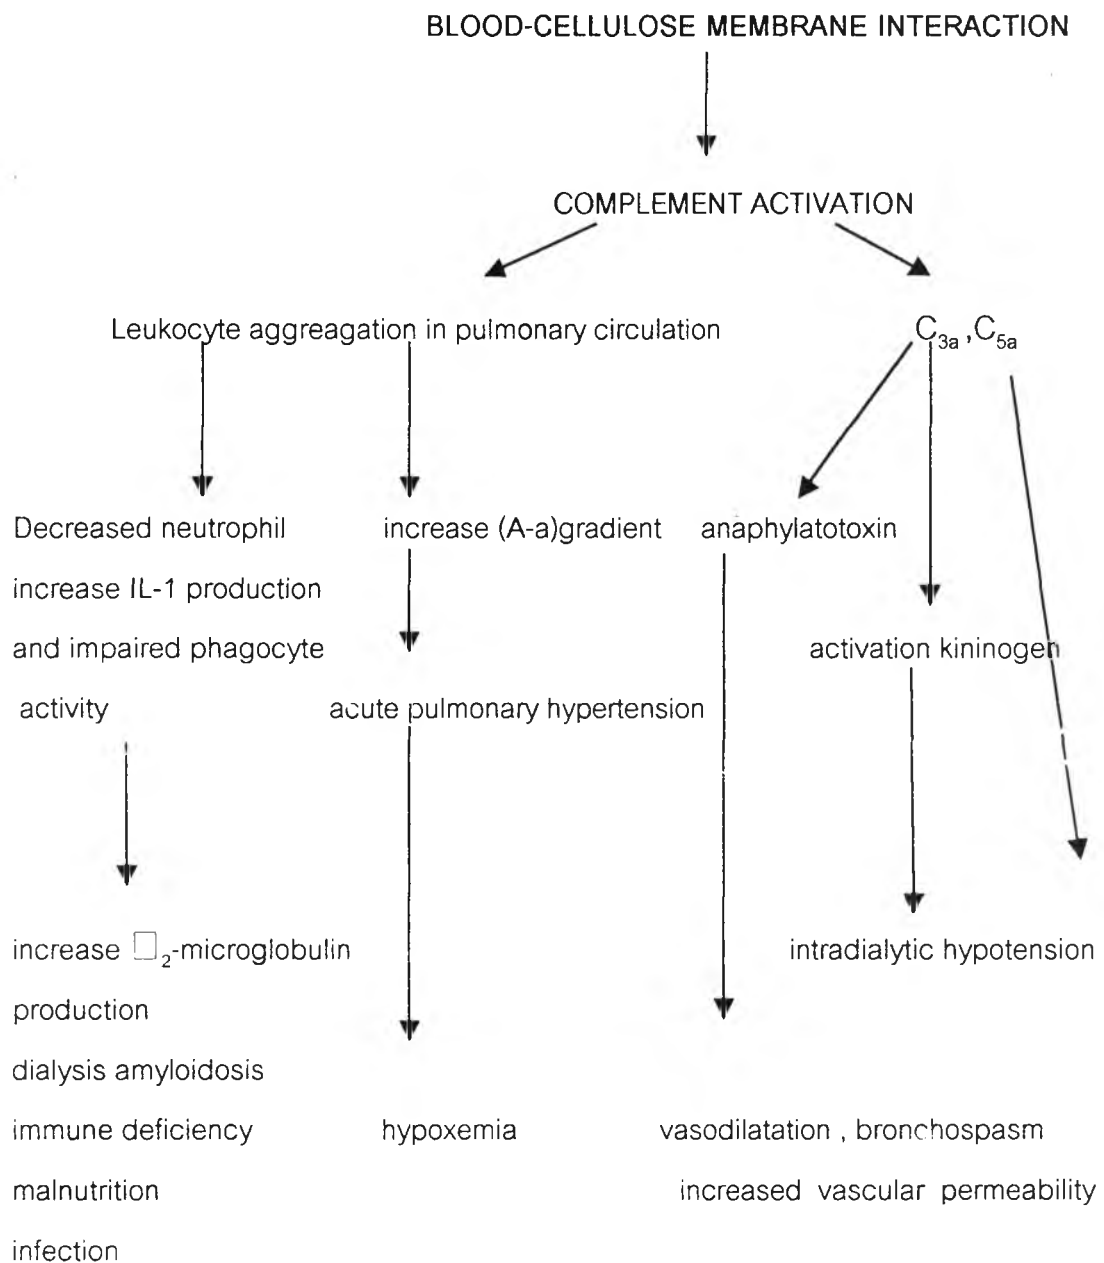 BLOOD-CELLULOSE MEMBRANE INTERACTION
COMPLEMENT ACTIVATION
Leukocyte aggreagation in pulmonary circulation
C3a ,C5a
Decreased neutrophil
increase IL-1 production
and impaired phagocyte
activity
increase (A-a)gradient
anaphylatotoxin
activation kininogen
acute pulmonary hypertension
increase □2-microglobulin
production
dialysis amyloidosis
immune deficiency
malnutrition
infection
intradialytic hypotension
hypoxemia
vasodilatation , bronchospasm
increased vascular permeability